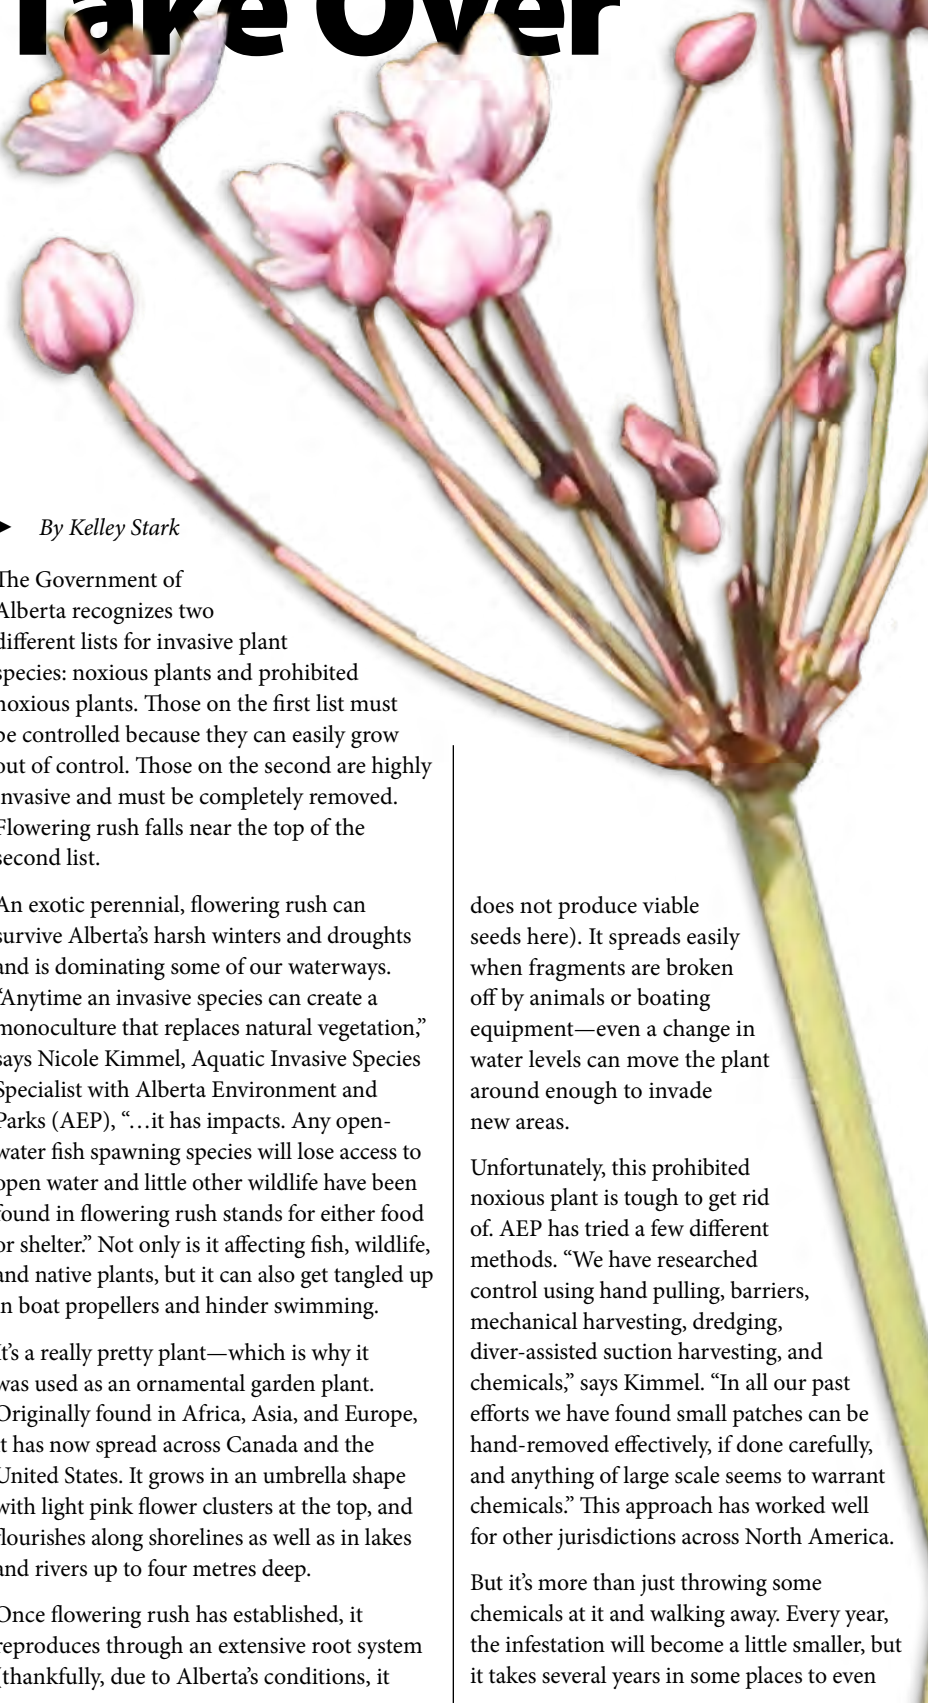 Take Over
By Kelley Stark
The Government of
Alberta recognizes two
different lists for invasive plant
species: noxious plants and prohibited
noxious plants. Those on the first list must
be controlled because they can easily grow
out of control. Those on the second are highly
invasive and must be completely removed.
Flowering rush falls near the top of the
second list.
An exotic perennial, flowering rush can
survive Alberta’s harsh winters and droughts
and is dominating some of our waterways.
“Anytime an invasive species can create a
monoculture that replaces natural vegetation,”
says Nicole Kimmel, Aquatic Invasive Species
Specialist with Alberta Environment and
Parks (AEP), “…it has impacts. Any open-
water fish spawning species will lose access to
open water and little other wildlife have been
found in flowering rush stands for either food
or shelter.” Not only is it affecting fish, wildlife,
and native plants, but it can also get tangled up
in boat propellers and hinder swimming.
It’s a really pretty plant—which is why it
was used as an ornamental garden plant.
Originally found in Africa, Asia, and Europe,
it has now spread across Canada and the
United States. It grows in an umbrella shape
with light pink flower clusters at the top, and
flourishes along shorelines as well as in lakes
and rivers up to four metres deep.
Once flowering rush has established, it
reproduces through an extensive root system
(thankfully, due to Alberta’s conditions, it
does not produce viable
seeds here). It spreads easily
when fragments are broken
off by animals or boating
equipment—even a change in
water levels can move the plant
around enough to invade
new areas.
Unfortunately, this prohibited
noxious plant is tough to get rid
of. AEP has tried a few different
methods. “We have researched
control using hand pulling, barriers,
mechanical harvesting, dredging,
diver-assisted suction harvesting, and
chemicals,” says Kimmel. “In all our past
efforts we have found small patches can be
hand-removed effectively, if done carefully,
and anything of large scale seems to warrant
chemicals.” This approach has worked well
for other jurisdictions across North America.
But it’s more than just throwing some
chemicals at it and walking away. Every year,
the infestation will become a little smaller, but
it takes several years in some places to even